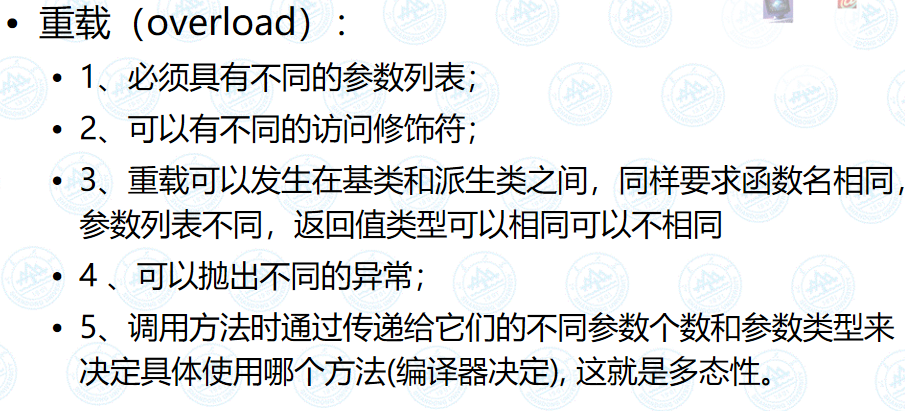 • 重载（overload）：
• 1、必须具有不同的参数列表；
• 2、可以有不同的访问修饰符；
• 3、重载可以发生在基类和派生类之间，同样要求函数名相同，
参数列表不同，返回值类型可以相同可以不相同
• 4 、可以抛出不同的异常；
• 5、调用方法时通过传递给它们的不同参数个数和参数类型来
决定具体使用哪个方法(编译器决定), 这就是多态性。